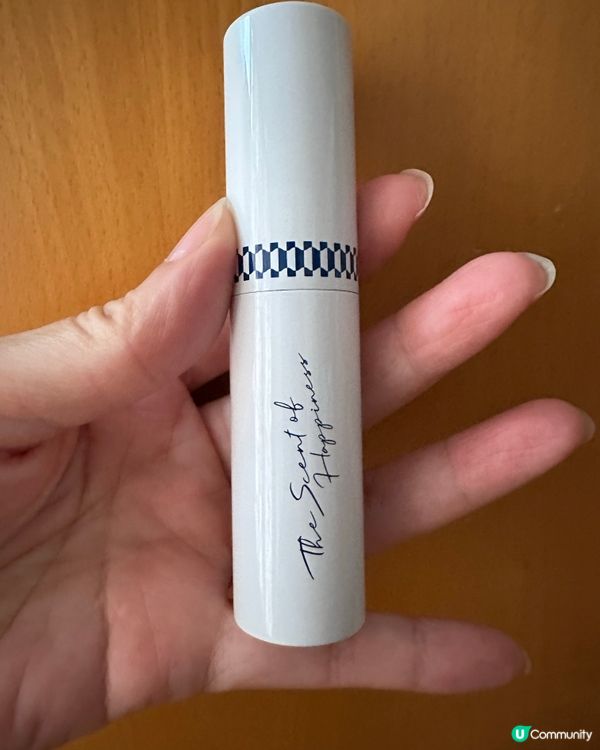 The Scent of
Happiness
U Community